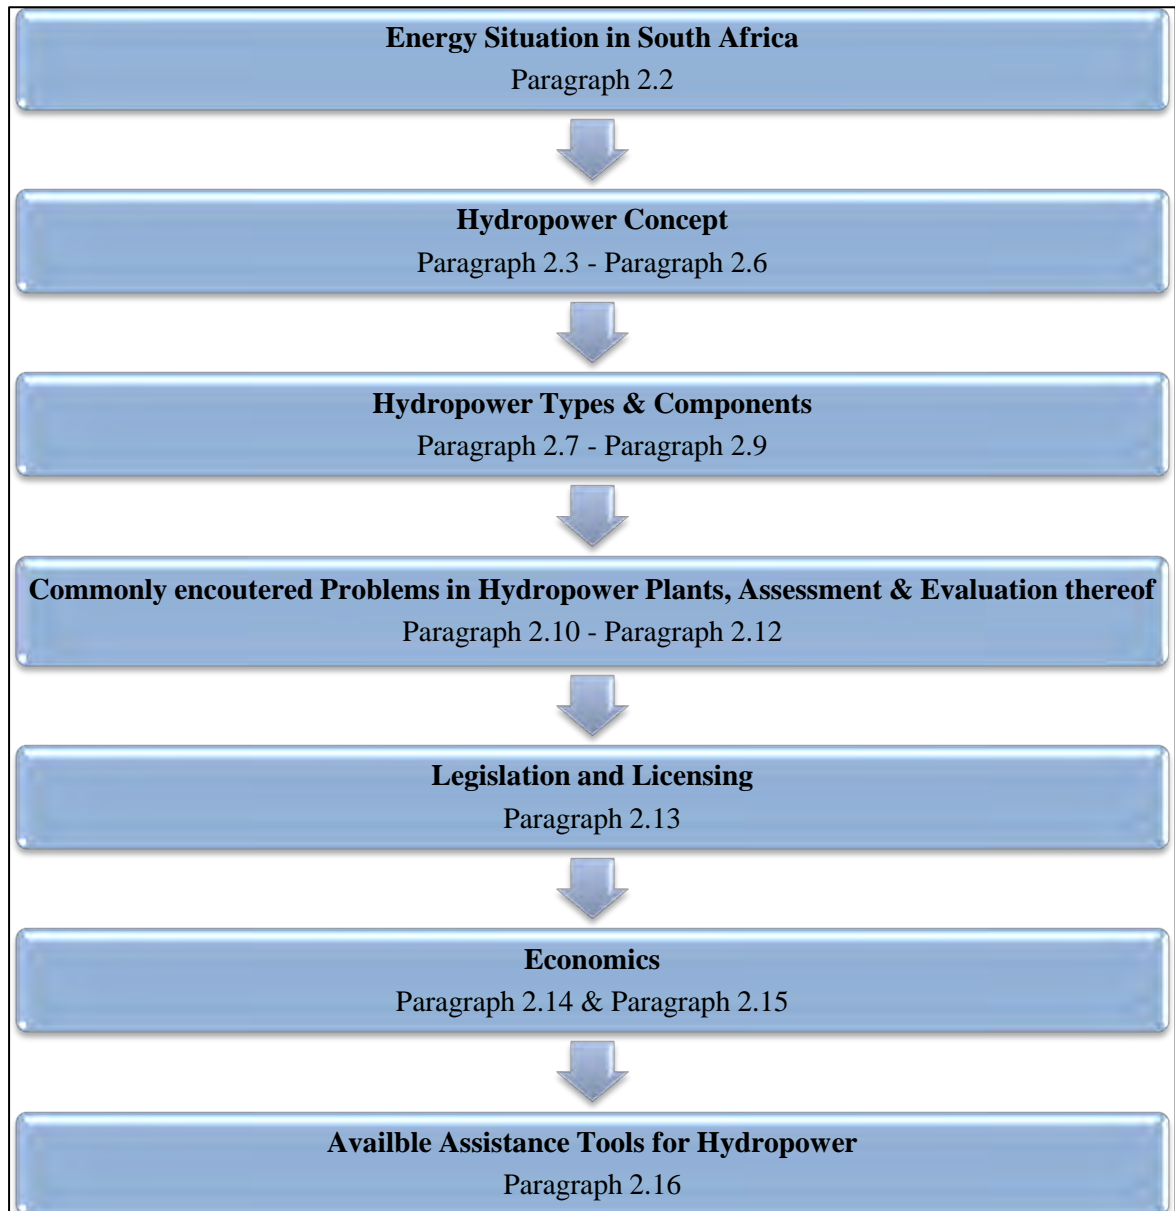 Energy Situation in South Africa
Paragraph 2.2
Hydropower Concept
Paragraph 2.3 - Paragraph 2.6
Hydropower Types & Components
Paragraph 2.7 - Paragraph 2.9
Commonly encoutered Problems in Hydropower Plants, Assessment & Evaluation thereof
Paragraph 2.10 - Paragraph 2.12
Legislation and Licensing
Paragraph 2.13
Economics
Paragraph 2.14 & Paragraph 2.15
Availble Assistance Tools for Hydropower
Paragraph 2.16